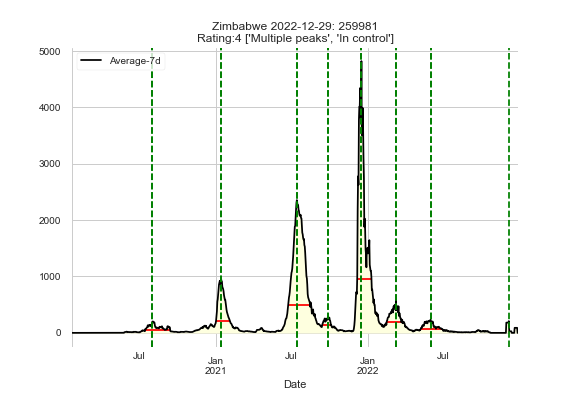 Zimbabwe 2022-12-29: 259981
Rating:4 ['Multiple peaks', 'In control']
Average-7d
5000
4000
3000
2000
1000
0
Jul
Jan
2021
Jul
Jan
2022
Jul
Date